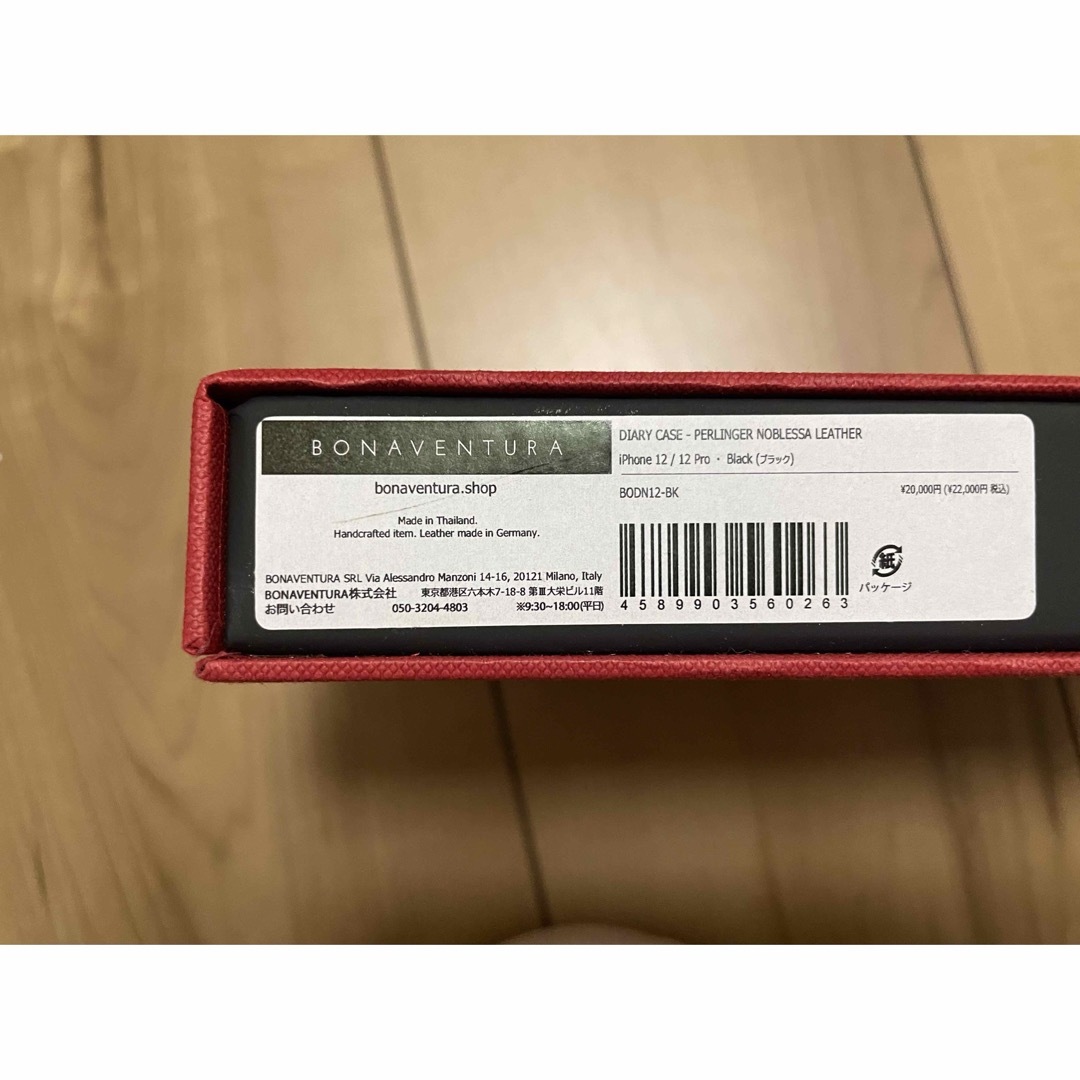 BONAVENTURA
bonaventura.shop
Made in Thailand.
Handcrafted item. Leather made in Germany.
BONAVENTURA SRL Via Alessandro Manzoni 14-16, 20121 Milano, Italy
BONAVENTURA株式会社 東京都港区六本木7-18-8 第Ⅲ大栄ビル11階
お問い合わせ 050-3204-4803 ※9:30~18:00(平日)
DIARY CASE - PERLINGER NOBLESSA LEATHER
iPhone 12 / 12 Pro ・ Black (ブラック)
BODN12-BK ¥20,000円 (¥22,000円 税込)
4589903560263
紙
パッケージ